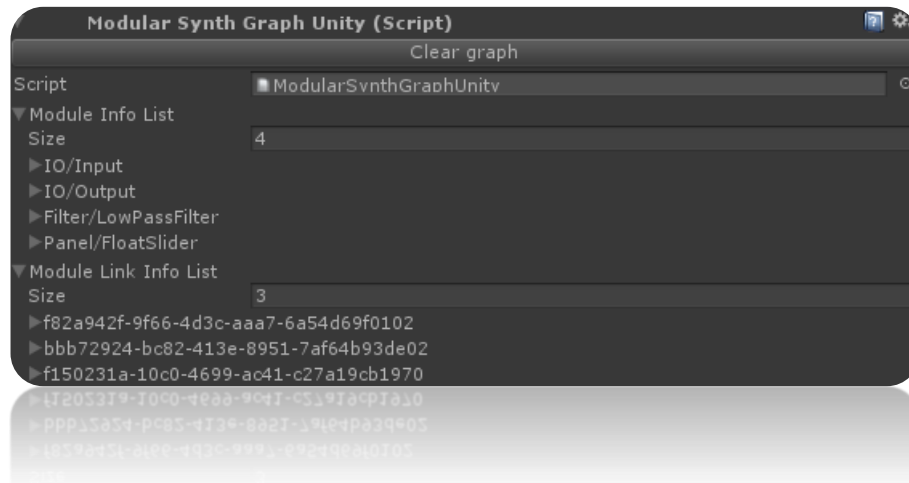 Modular Synth Graph Unity (Script)
Clear graph
Script ModularSynthGraphUnity
Module Info List
Size 4
IO/Input
IO/Output
Filter/LowPassFilter
Panel/FloatSlider
Module Link Info List
Size 3
f82a942f-9f66-4d3c-aaa7-6a54d69f0102
bbb72924-bc82-413e-8951-7af64b93de02
f150231a-10c0-4699-ac41-c27a19cb1970